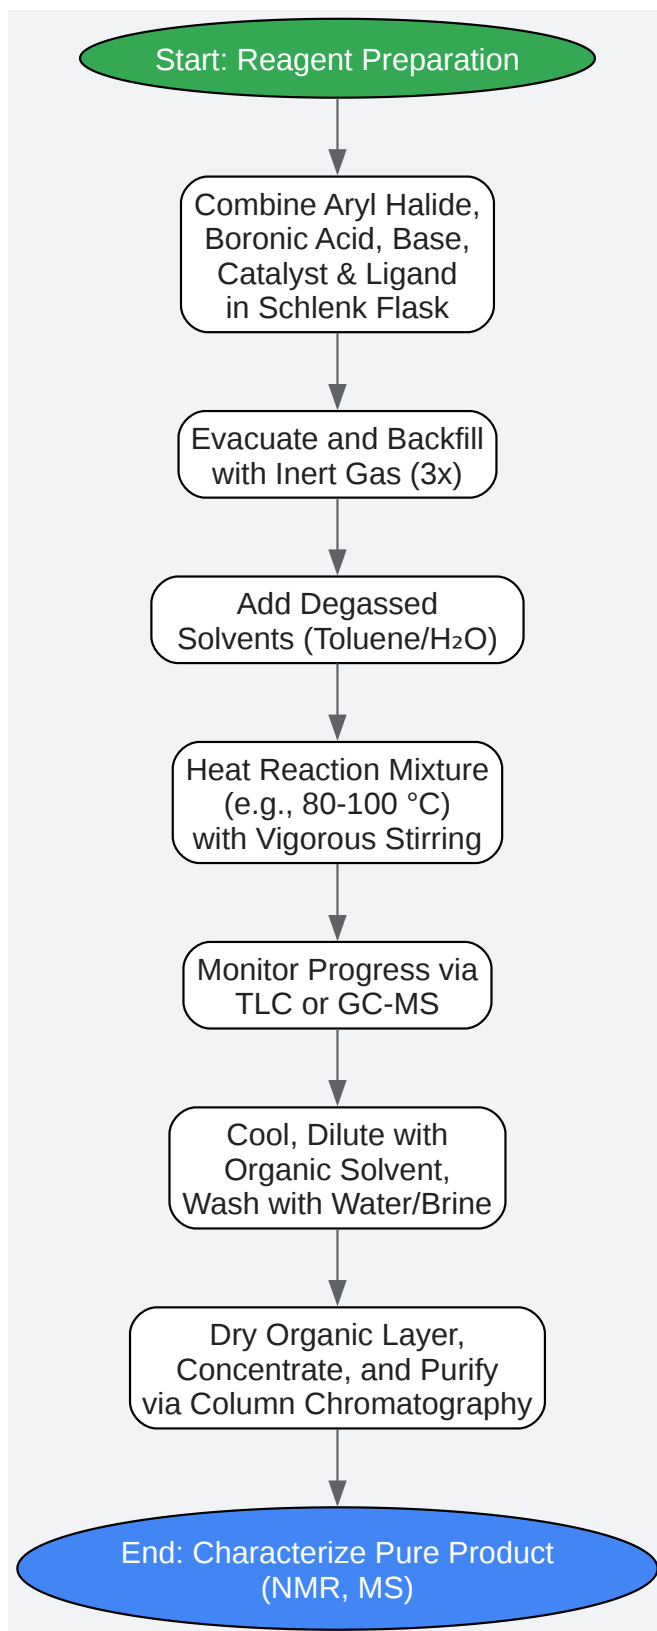 Start: Reagent Preparation
Combine Aryl Halide,
Boronic Acid, Base,
Catalyst & Ligand
in Schlenk Flask
Evacuate and Backfill
with Inert Gas (3x)
Add Degassed
Solvents (Toluene/H₂O)
Heat Reaction Mixture
(e.g., 80-100 °C)
with Vigorous Stirring
Monitor Progress via
TLC or GC-MS
Cool, Dilute with
Organic Solvent,
Wash with Water/Brine
Dry Organic Layer,
Concentrate, and Purify
via Column Chromatography
End: Characterize Pure Product
(NMR, MS)